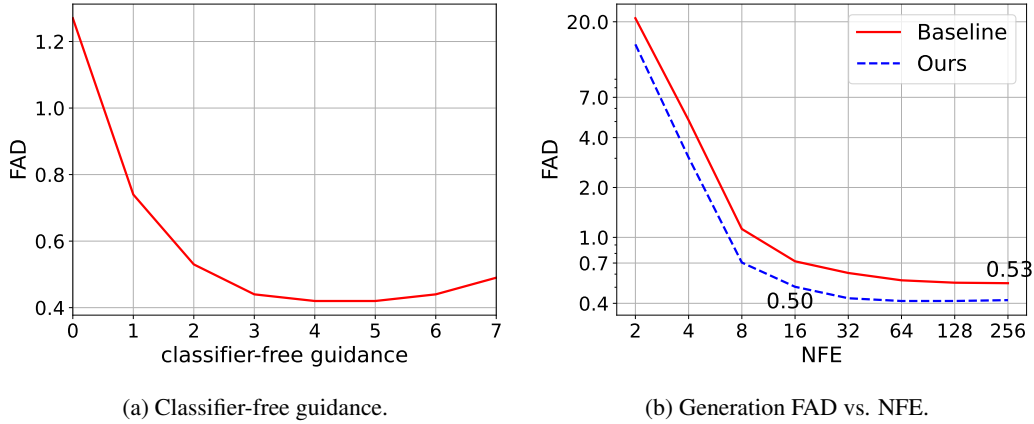 FAD
1.2
1.0
0.8
0.6
0.4
0 1 2 3 4 5 6 7
classifier-free guidance
(a) Classifier-free guidance.
FAD
20.0
7.0
4.0
2.0
1.0
0.7
0.4
Baseline
Ours
0.53
0.50
2 4 8 16 32 64 128 256
NFE
(b) Generation FAD vs. NFE.